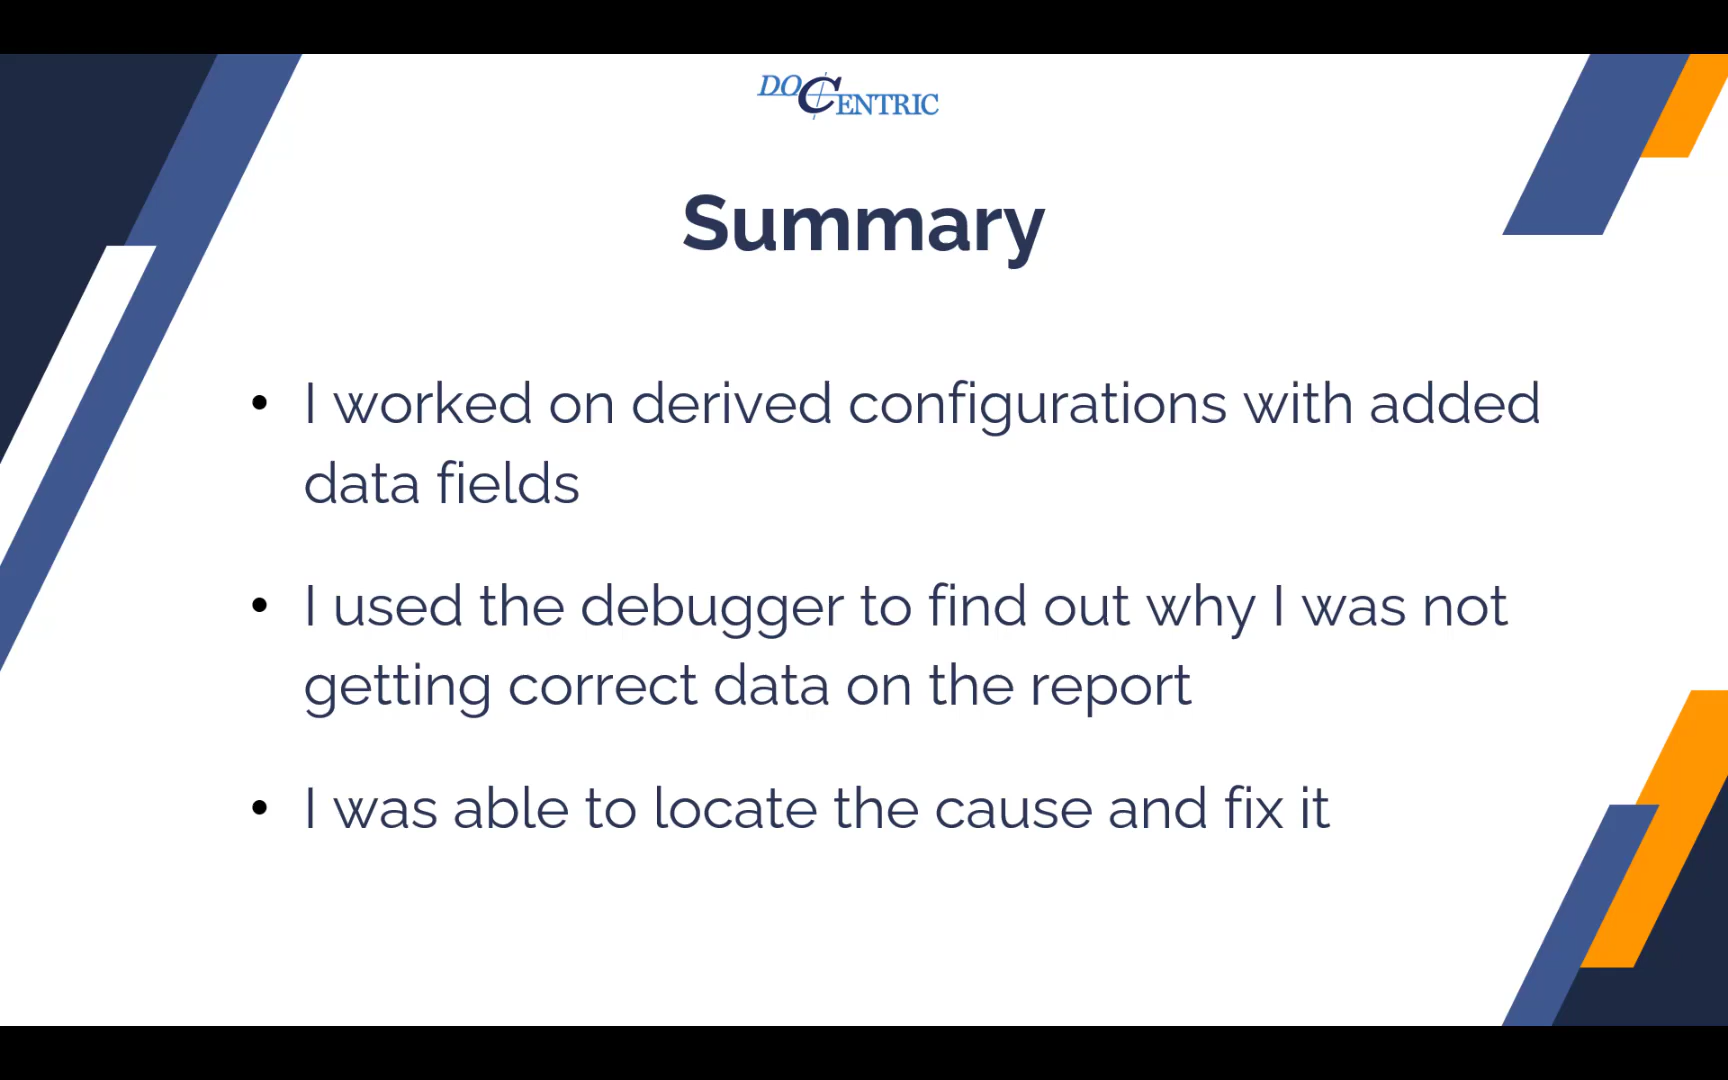 DOCENTRIC
Summary
• I worked on derived configurations with added
data fields
• I used the debugger to find out why I was not
getting correct data on the report
• I was able to locate the cause and fix it